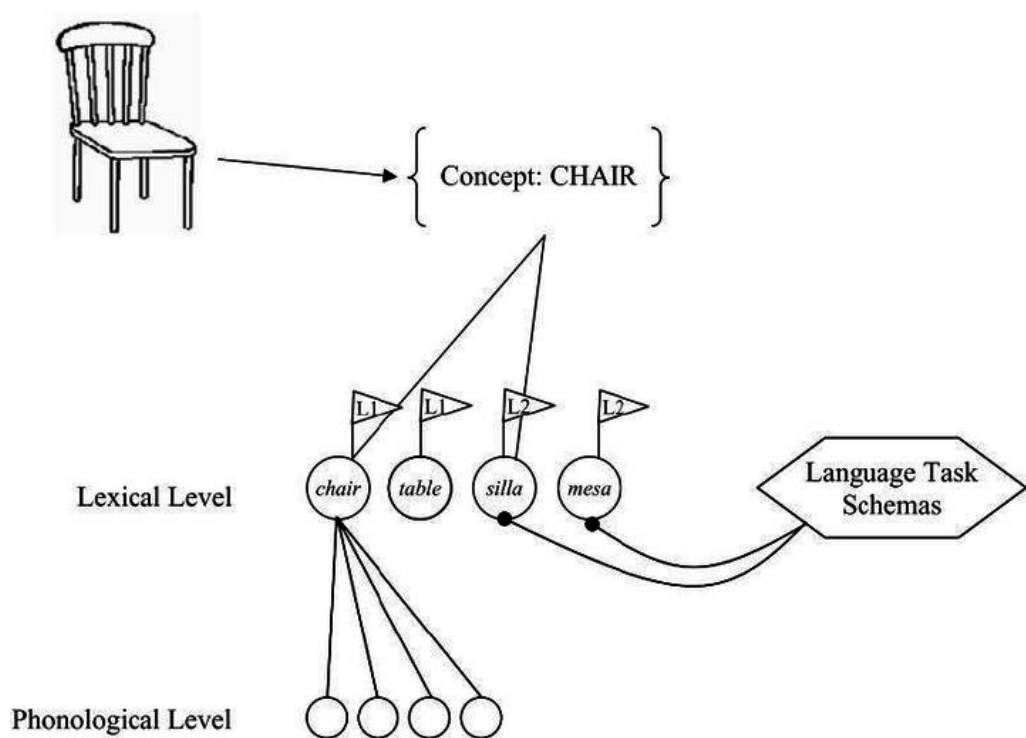 Concept: CHAIR
L1
L1
L2
L2
Lexical Level
chair
table
silla
mesa
Language Task
Schemas
Phonological Level